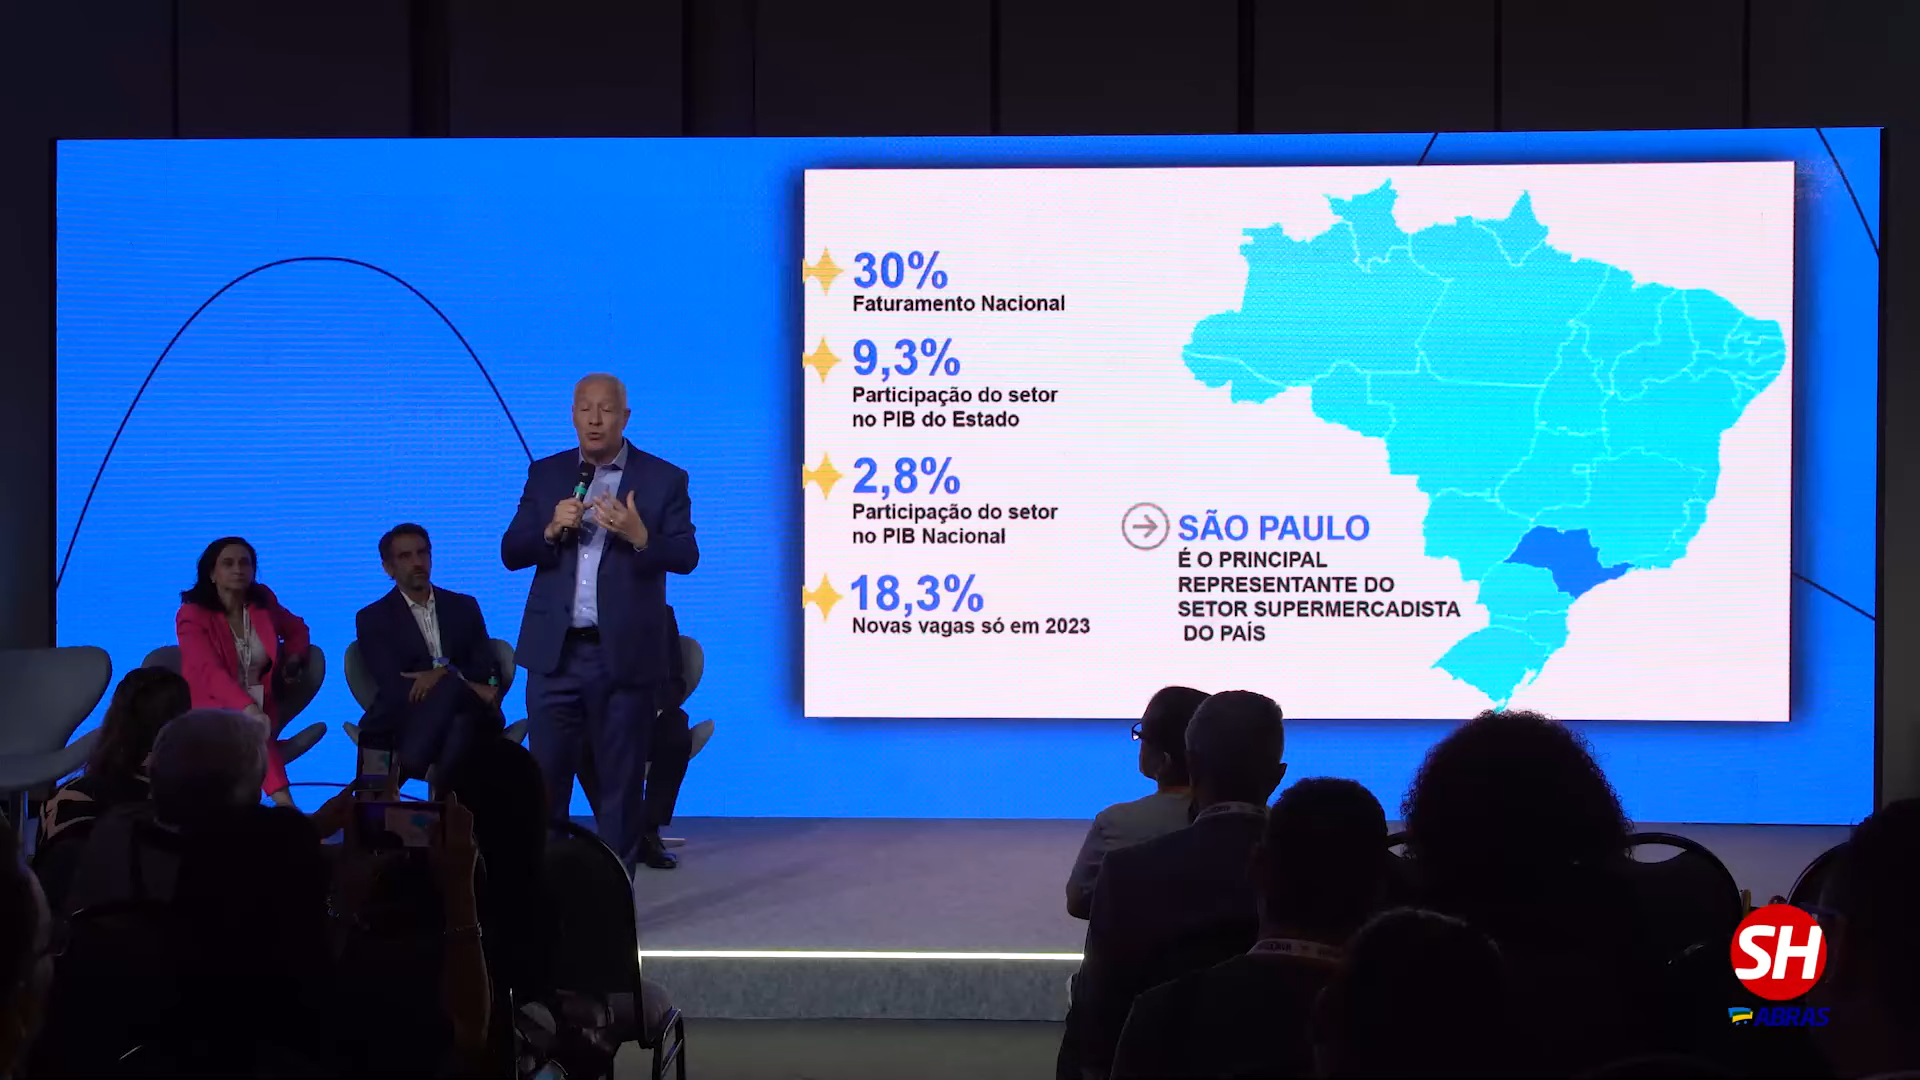 30%
Faturamento Nacional
9,3%
Participação do setor
no PIB do Estado
2,8%
Participação do setor
no PIB Nacional
18,3%
Novas vagas só em 2023
SÃO PAULO
É O PRINCIPAL
REPRESENTANTE DO
SETOR SUPERMERCADISTA
DO PAÍS
SH
ABRAS